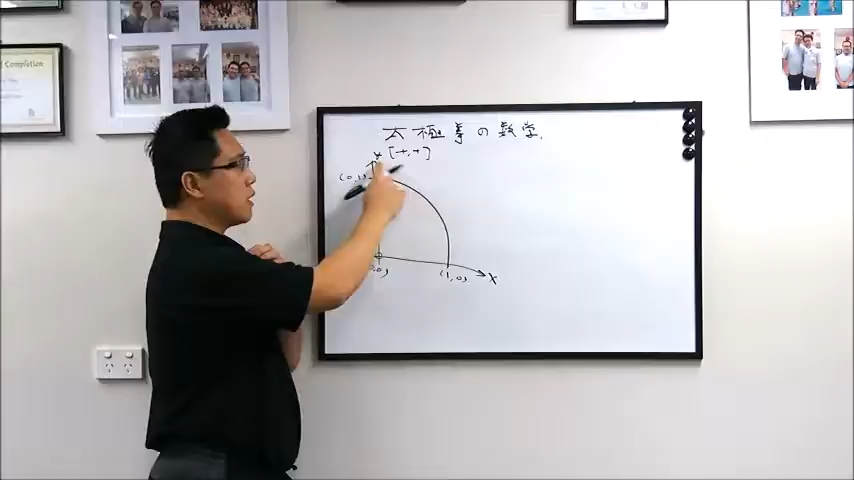 太極拳の数学.
Y [+,+]
(0,1)
0,0)
(1,0)
X